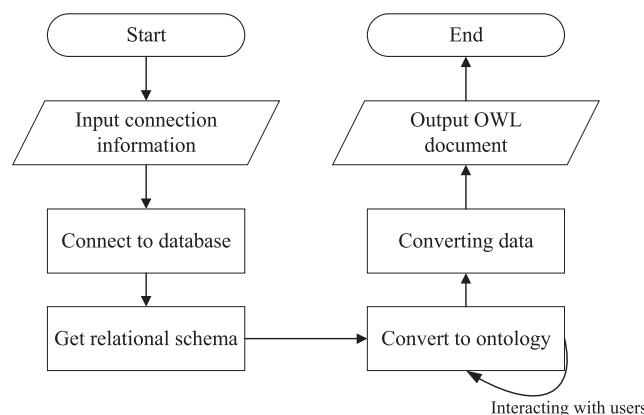 Start
Input connection
information
Connect to database
Get relational schema
End
Output OWL
document
Converting data
Convert to ontology
Interacting with users